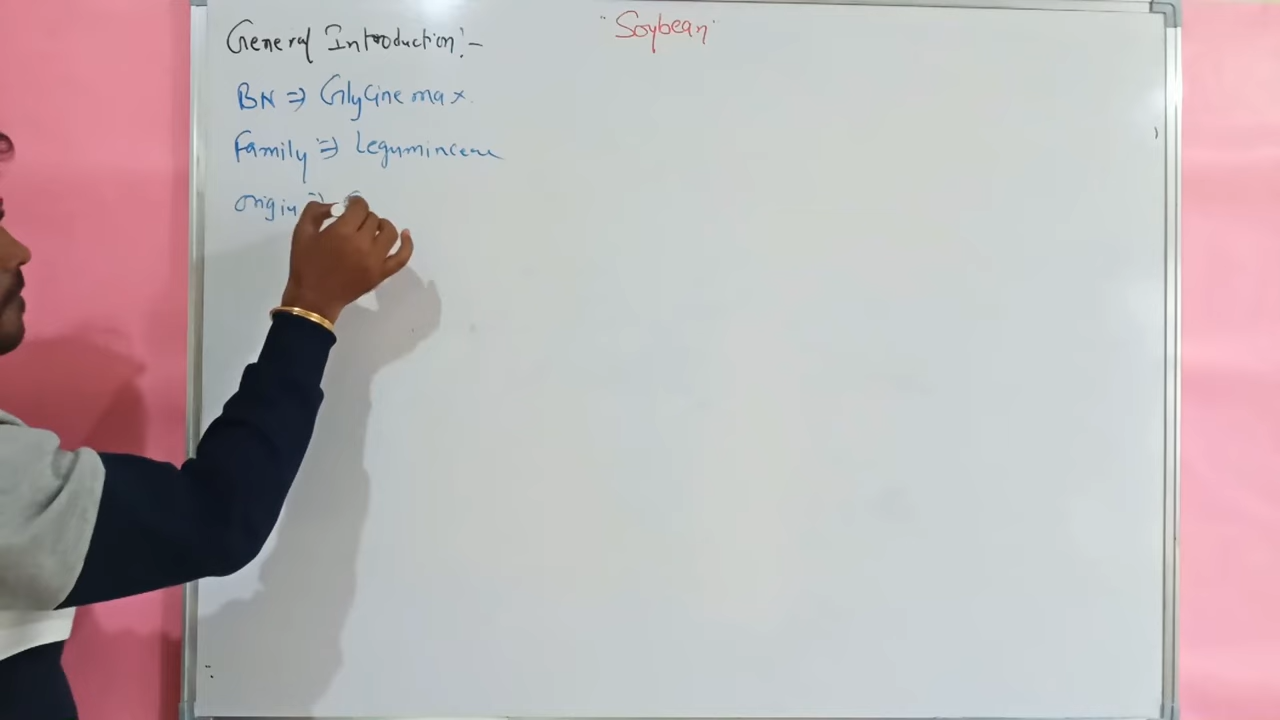 "Soybean"
General Introduction:-
BN ⇒ Glycine max.
Family ⇒ Leguminceae
Origin ⇒